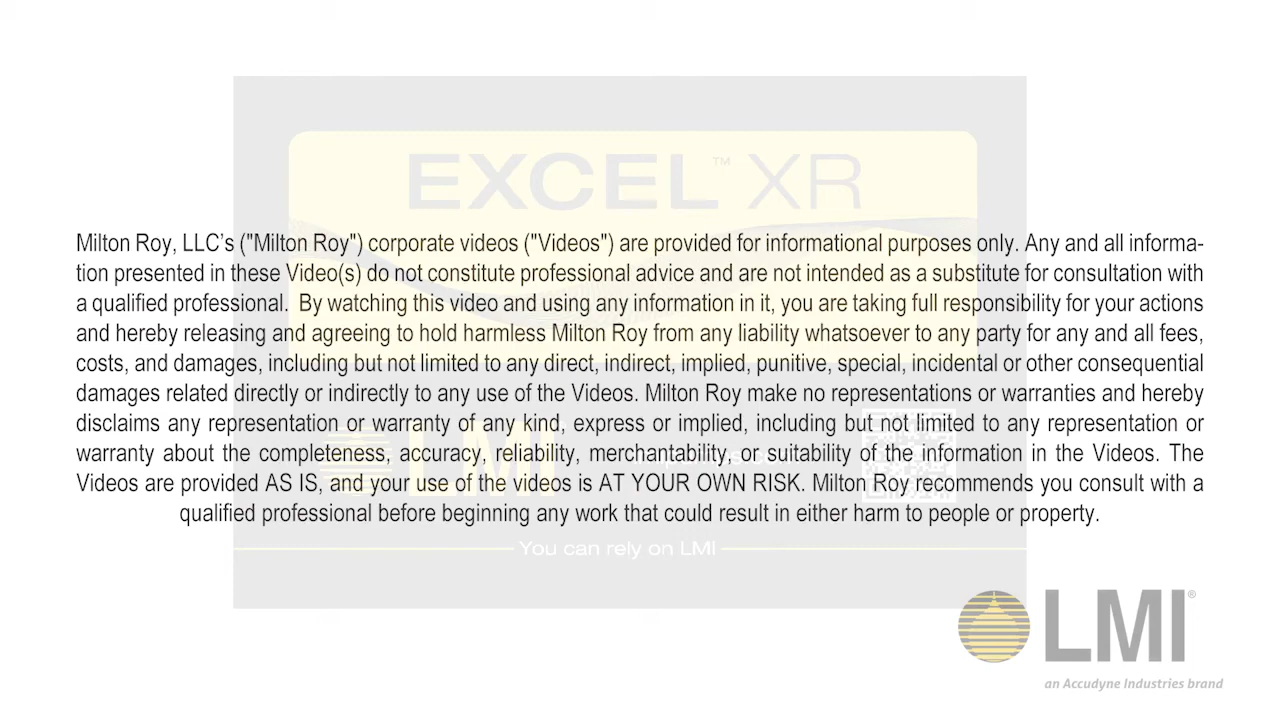 EXCEL™ XR
Milton Roy, LLC’s ("Milton Roy") corporate videos ("Videos") are provided for informational purposes only. Any and all informa-
tion presented in these Video(s) do not constitute professional advice and are not intended as a substitute for consultation with
a qualified professional.  By watching this video and using any information in it, you are taking full responsibility for your actions
and hereby releasing and agreeing to hold harmless Milton Roy from any liability whatsoever to any party for any and all fees,
costs, and damages, including but not limited to any direct, indirect, implied, punitive, special, incidental or other consequential
damages related directly or indirectly to any use of the Videos. Milton Roy make no representations or warranties and hereby
disclaims any representation or warranty of any kind, express or implied, including but not limited to any representation or
warranty about the completeness, accuracy, reliability, merchantability, or suitability of the information in the Videos. The
Videos are provided AS IS, and your use of the videos is AT YOUR OWN RISK. Milton Roy recommends you consult with a
qualified professional before beginning any work that could result in either harm to people or property.
LMI
You can rely on LMI
LMI®
an Accudyne Industries brand